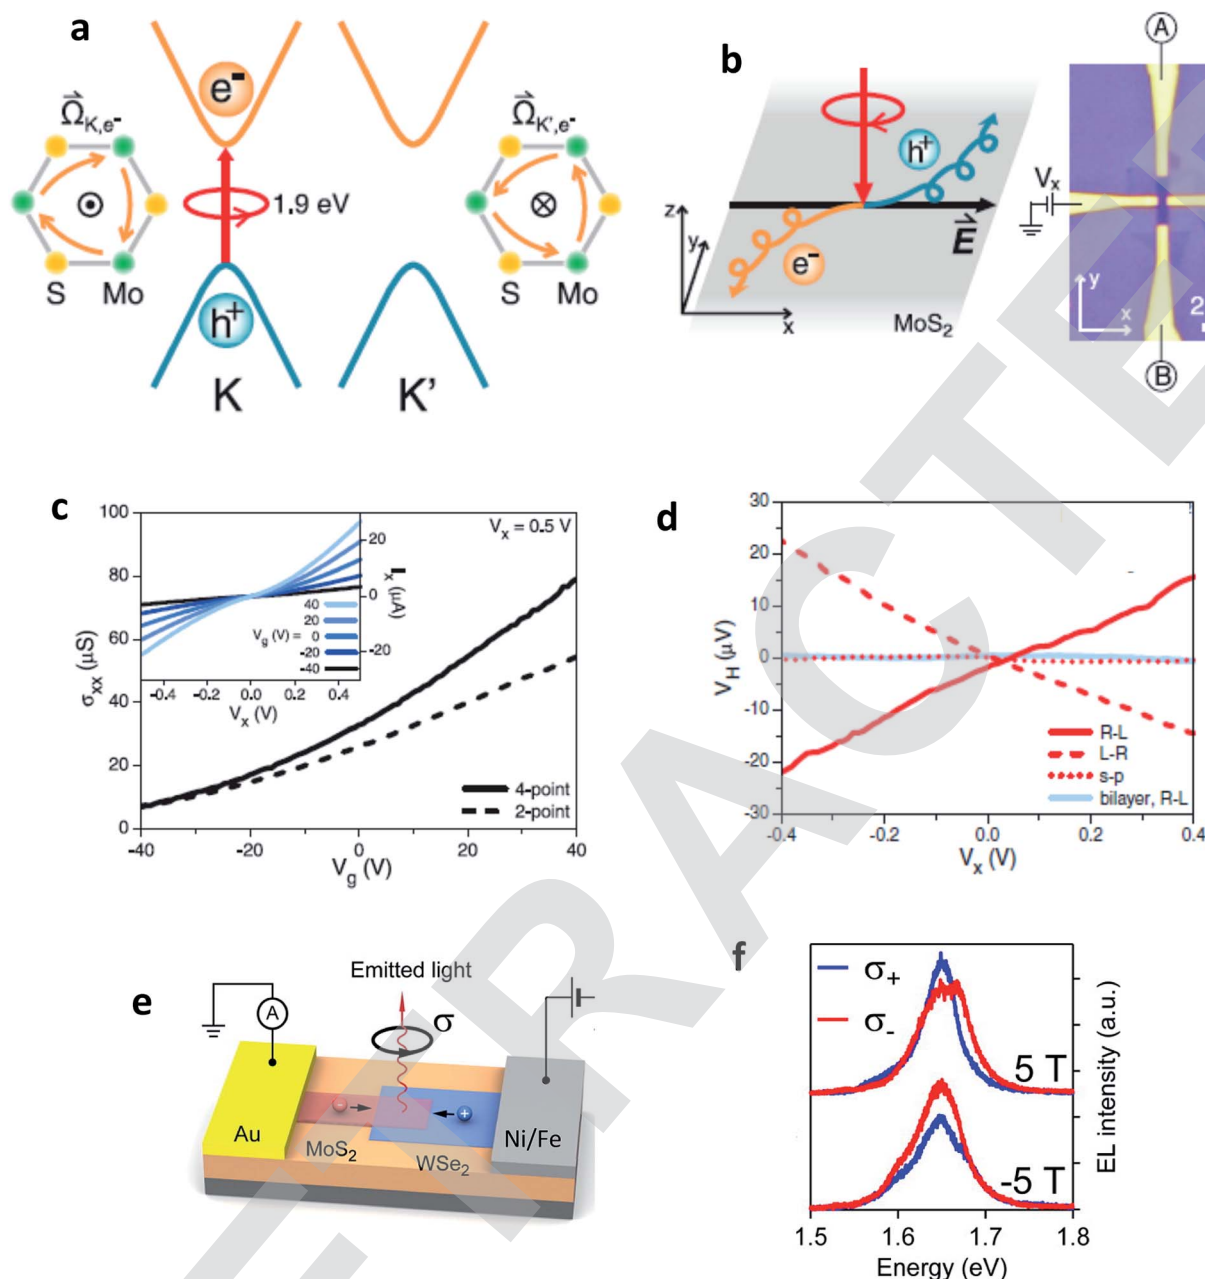 a
e⁻
Ω⃗K,e⁻
Ω⃗K',e⁻
1.9 eV
S Mo
S Mo
h⁺
K
K'
b
A
h⁺
Vx
z
y
E⃗
e⁻
x
MoS₂
y
x
2
B
c
100
80
60
40
20
0
σxx (µS)
Vx = 0.5 V
20
0
-20
Ix (µA)
40
20
Vg (V) = 0
-20
-40
-0.4 -0.2 0.0 0.2 0.4
Vx (V)
4-point
2-point
-40 -20 0 20 40
Vg (V)
d
30
20
10
0
-10
-20
-30
VH (µV)
R-L
L-R
s-p
bilayer, R-L
-0.4 -0.2 0.0 0.2 0.4
Vx (V)
e
Emitted light
A
σ
− +
Au
MoS₂
WSe₂
Ni/Fe
f
σ₊
σ₋
5 T
-5 T
EL intensity (a.u.)
1.5 1.6 1.7 1.8
Energy (eV)